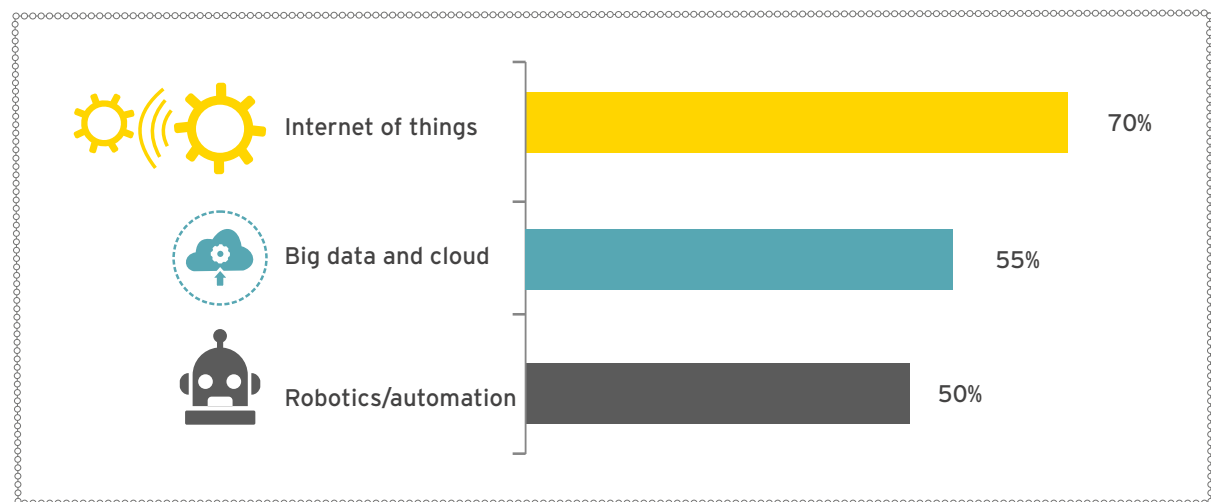 Internet of things
70%
Big data and cloud
55%
Robotics/automation
50%